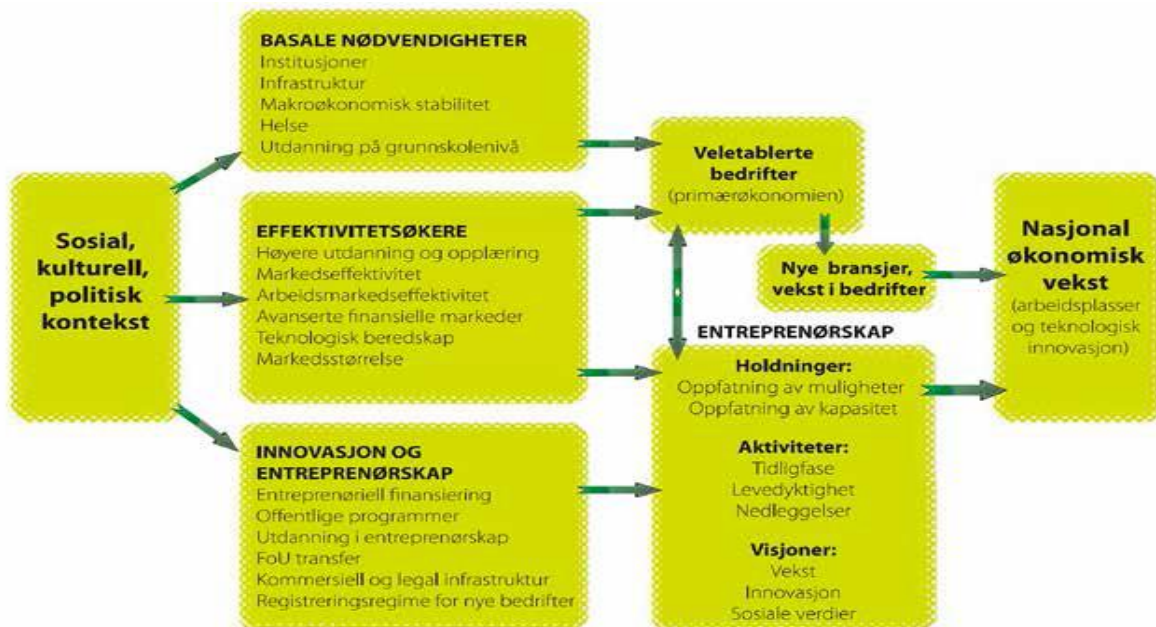 Sosial,
kulturell,
politisk
kontekst
BASALE NØDVENDIGHETER
Institusjoner
Infrastruktur
Makroøkonomisk stabilitet
Helse
Utdanning på grunnskolenivå
EFFEKTIVITETSØKERE
Høyere utdanning og opplæring
Markedseffektivitet
Arbeidsmarkedseffektivitet
Avanserte finansielle markeder
Teknologisk beredskap
Markedsstørrelse
INNOVASJON OG
ENTREPRENØRSKAP
Entreprenøriell finansiering
Offentlige programmer
Utdanning i entreprenørskap
FoU transfer
Kommersiell og legal infrastruktur
Registreringsregime for nye bedrifter
Veletablerte
bedrifter
(primærøkonomien)
Nye bransjer,
vekst i bedrifter
ENTREPRENØRSKAP
Holdninger:
Oppfatning av muligheter
Oppfatning av kapasitet
Aktiviteter:
Tidligfase
Levedyktighet
Nedleggelser
Visjoner:
Vekst
Innovasjon
Sosiale verdier
Nasjonal
økonomisk
vekst
(arbeidsplasser
og teknologisk
innovasjon)